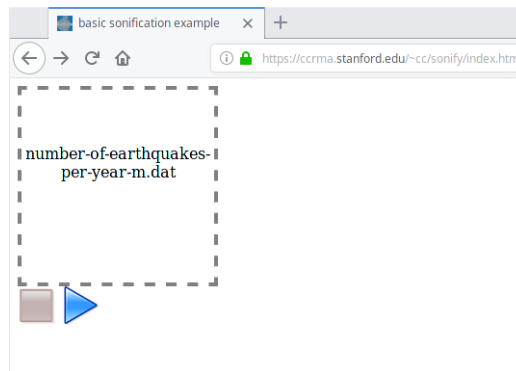 basic sonification example
https://ccrma.stanford.edu/~cc/sonify/index.htm
number-of-earthquakes-
per-year-m.dat